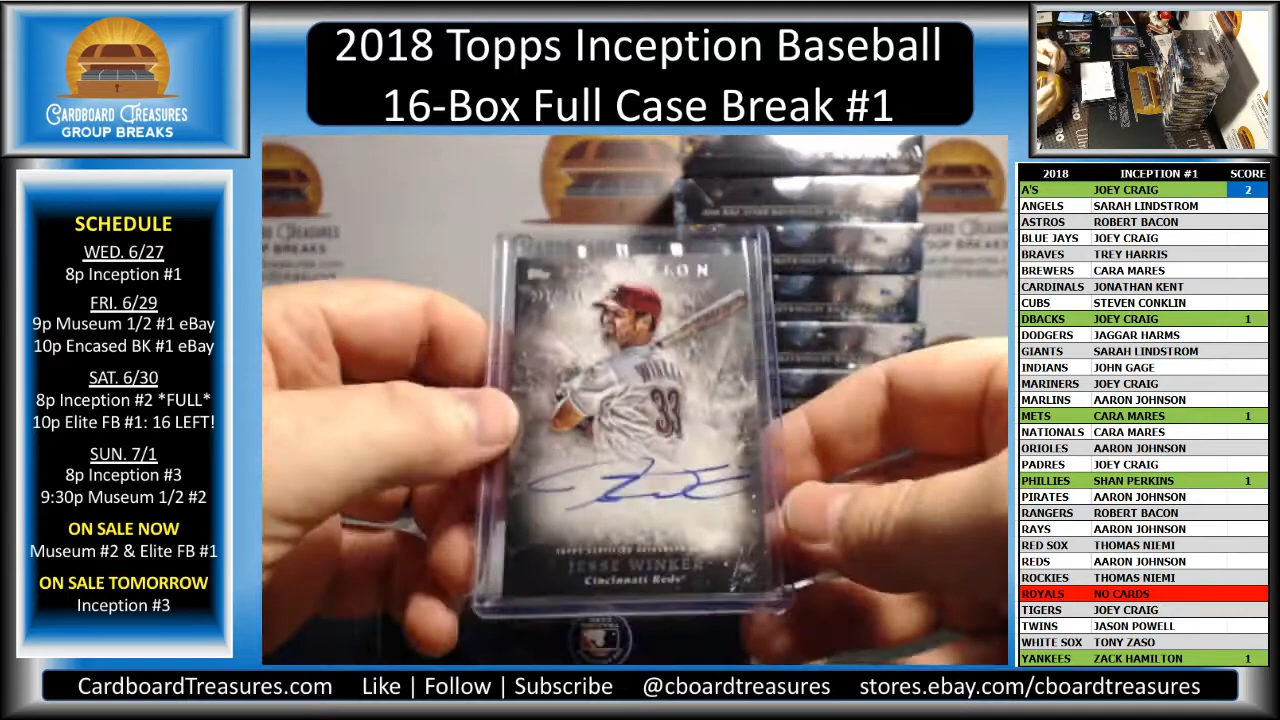 CARDBOARD TREASURES
GROUP BREAKS
2018 Topps Inception Baseball
16-Box Full Case Break #1
SCHEDULE
WED. 6/27
8p Inception #1
FRI. 6/29
9p Museum 1/2 #1 eBay
10p Encased BK #1 eBay
SAT. 6/30
8p Inception #2 *FULL*
10p Elite FB #1: 16 LEFT!
SUN. 7/1
8p Inception #3
9:30p Museum 1/2 #2
ON SALE NOW
Museum #2 & Elite FB #1
ON SALE TOMORROW
Inception #3
33
TOPPS CERTIFIED AUTOGRAPH
JESSE WINKER
Cincinnati Reds
2018 INCEPTION #1 SCORE
A'S JOEY CRAIG 2
ANGELS SARAH LINDSTROM
ASTROS ROBERT BACON
BLUE JAYS JOEY CRAIG
BRAVES TREY HARRIS
BREWERS CARA MARES
CARDINALS JONATHAN KENT
CUBS STEVEN CONKLIN
DBACKS JOEY CRAIG 1
DODGERS JAGGAR HARMS
GIANTS SARAH LINDSTROM
INDIANS JOHN GAGE
MARINERS JOEY CRAIG
MARLINS AARON JOHNSON
METS CARA MARES 1
NATIONALS CARA MARES
ORIOLES AARON JOHNSON
PADRES JOEY CRAIG
PHILLIES SHAN PERKINS 1
PIRATES AARON JOHNSON
RANGERS ROBERT BACON
RAYS AARON JOHNSON
RED SOX THOMAS NIEMI
REDS AARON JOHNSON
ROCKIES THOMAS NIEMI
ROYALS NO CARDS
TIGERS JOEY CRAIG
TWINS JASON POWELL
WHITE SOX TONY ZASO
YANKEES ZACK HAMILTON 1
CardboardTreasures.com Like | Follow | Subscribe @cboardtreasures stores.ebay.com/cboardtreasures